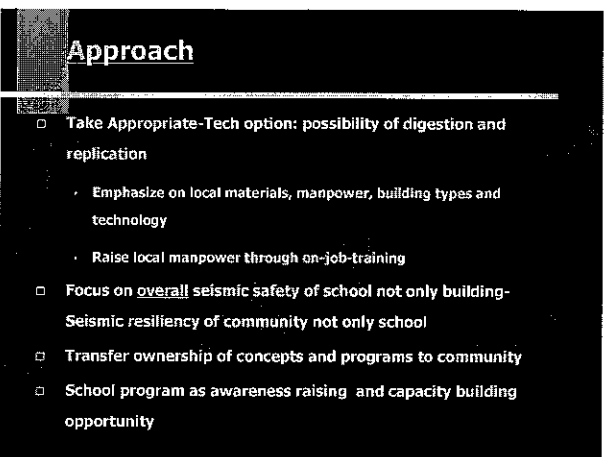 Approach
Take Appropriate-Tech option: possibility of digestion and
replication
Emphasize on local materials, manpower, building types and
technology
Raise local manpower through on-job-training
Focus on overall seismic safety of school not only building-
Seismic resiliency of community not only school
Transfer ownership of concepts and programs to community
School program as awareness raising and capacity building
opportunity